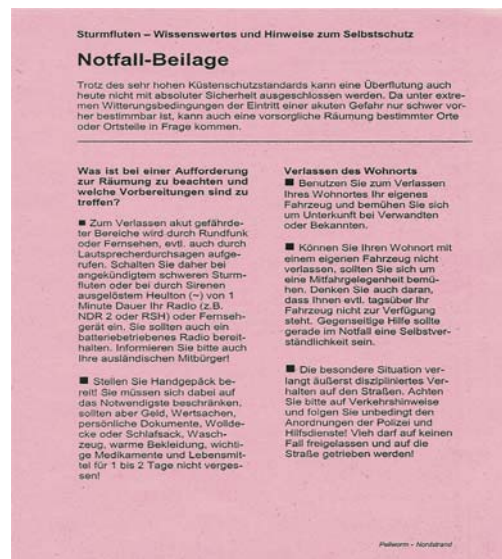 Sturmfluten – Wissenswertes und Hinweise zum Selbstschutz
Notfall-Beilage
Trotz des sehr hohen Küstenschutzstandards kann eine Überflutung auch
heute nicht mit absoluter Sicherheit ausgeschlossen werden. Da unter extre-
men Witterungsbedingungen der Eintritt einer akuten Gefahr nur schwer vor-
her bestimmbar ist, kann auch eine vorsorgliche Räumung bestimmter Orte
oder Ortsteile in Frage kommen.
Was ist bei einer Aufforderung
zur Räumung zu beachten und
welche Vorbereitungen sind zu
treffen?
■ Zum Verlassen akut gefährde-
ter Bereiche wird durch Rundfunk
oder Fernsehen, evtl. auch durch
Lautsprecherdurchsagen aufge-
rufen. Schalten Sie daher bei
angekündigtem schweren Sturm-
fluten oder bei durch Sirenen
ausgelöstem Heulton (~) von 1
Minute Dauer Ihr Radio (z.B.
NDR 2 oder RSH) oder Fernseh-
gerät ein. Sie sollten auch ein
batteriebetriebenes Radio bereit-
halten. Informieren Sie bitte auch
Ihre ausländischen Mitbürger!
■ Stellen Sie Handgepäck be-
reit! Sie müssen sich dabei auf
das Notwendigste beschränken,
sollten aber Geld, Wertsachen,
persönliche Dokumente, Wollde-
cke oder Schlafsack, Wasch-
zeug, warme Bekleidung, wichti-
ge Medikamente und Lebensmit-
tel für 1 bis 2 Tage nicht verges-
sen!
Verlassen des Wohnorts
■ Benutzen Sie zum Verlassen
Ihres Wohnortes Ihr eigenes
Fahrzeug und bemühen Sie sich
um Unterkunft bei Verwandten
oder Bekannten.
■ Können Sie Ihren Wohnort mit
einem eigenen Fahrzeug nicht
verlassen, sollten Sie sich um
eine Mitfahrgelegenheit bemü-
hen. Denken Sie auch daran,
dass Ihnen evtl. tagsüber Ihr
Fahrzeug nicht zur Verfügung
steht. Gegenseitige Hilfe sollte
gerade im Notfall eine Selbstver-
ständlichkeit sein.
■ Die besondere Situation ver-
langt äußerst diszipliniertes Ver-
halten auf den Straßen. Achten
Sie bitte auf Verkehrshinweise
und folgen Sie unbedingt den
Anordnungen der Polizei und
Hilfsdienste! Vieh darf auf keinen
Fall freigelassen und auf die
Straße getrieben werden!
Pellworm – Nordstrand